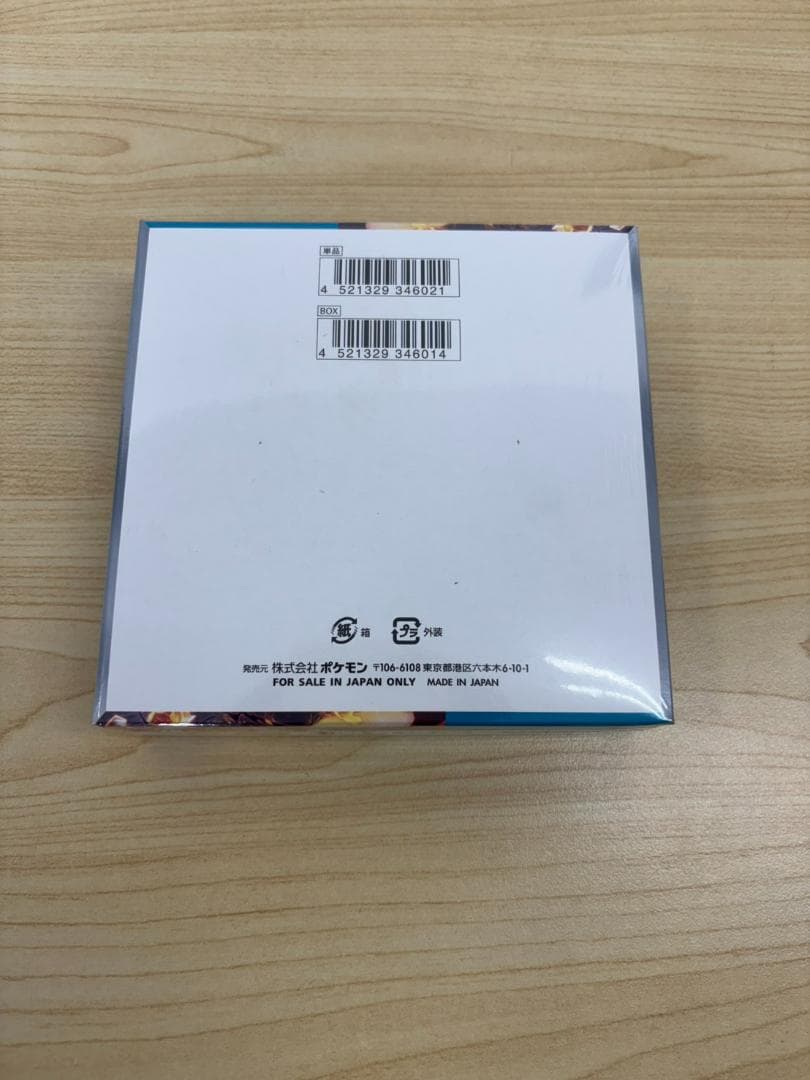 単品
4 521329 346021
BOX
4 521329 346014
紙 箱 プラ 外装
発売元 株式会社ポケモン 〒106-6108 東京都港区六本木6-10-1
FOR SALE IN JAPAN ONLY MADE IN JAPAN